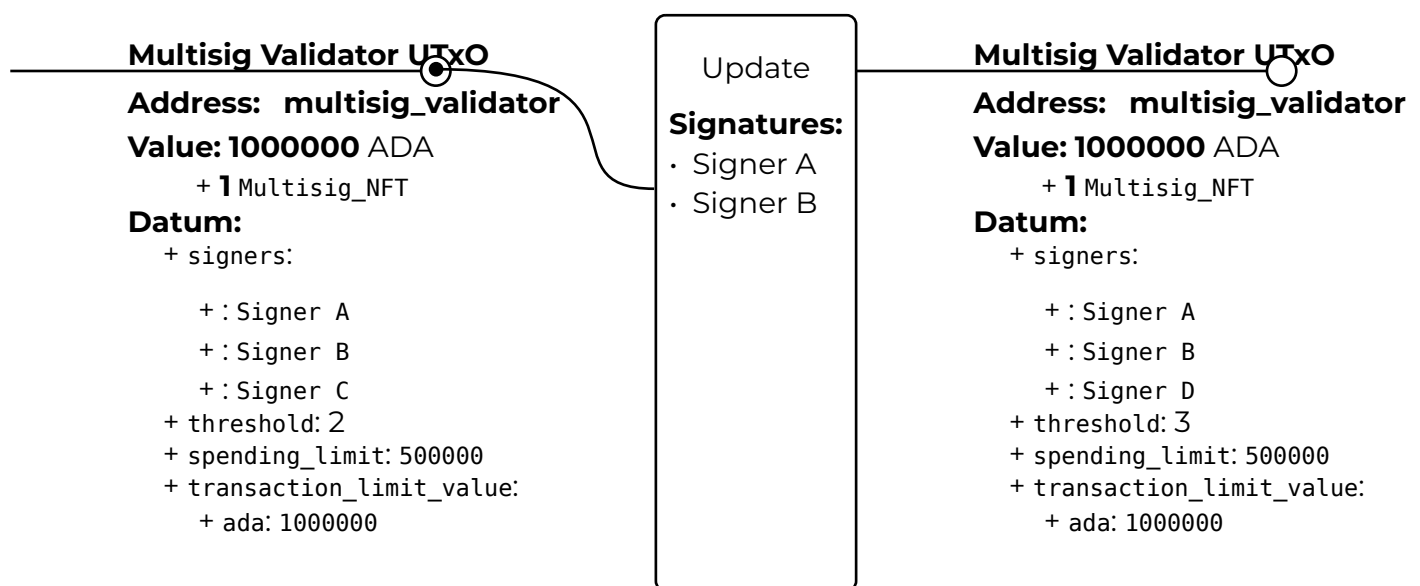 Multisig Validator UTxO
Address: multisig_validator
Value: 1000000 ADA
+ 1 Multisig_NFT
Datum:
+ signers:
+ : Signer A
+ : Signer B
+ : Signer C
+ threshold: 2
+ spending_limit: 500000
+ transaction_limit_value:
+ ada: 1000000
Update
Signatures:
· Signer A
· Signer B
Multisig Validator UTxO
Address: multisig_validator
Value: 1000000 ADA
+ 1 Multisig_NFT
Datum:
+ signers:
+ : Signer A
+ : Signer B
+ : Signer D
+ threshold: 3
+ spending_limit: 500000
+ transaction_limit_value:
+ ada: 1000000